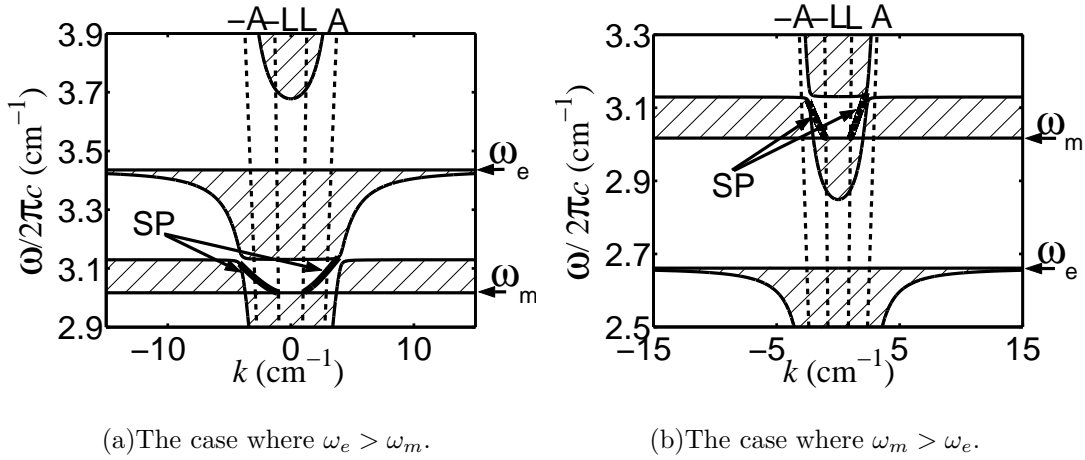 −A −L L A
3.9
3.7
3.5
3.3
3.1
2.9
ω/2πc (cm⁻¹)
ωe
SP
ωm
−10 0 10
k (cm⁻¹)
(a)The case where ωe > ωm.
−A −L L A
3.3
3.1
2.9
2.7
2.5
ω/2πc (cm⁻¹)
ωm
SP
ωe
−15 −5 5 15
k (cm⁻¹)
(b)The case where ωm > ωe.